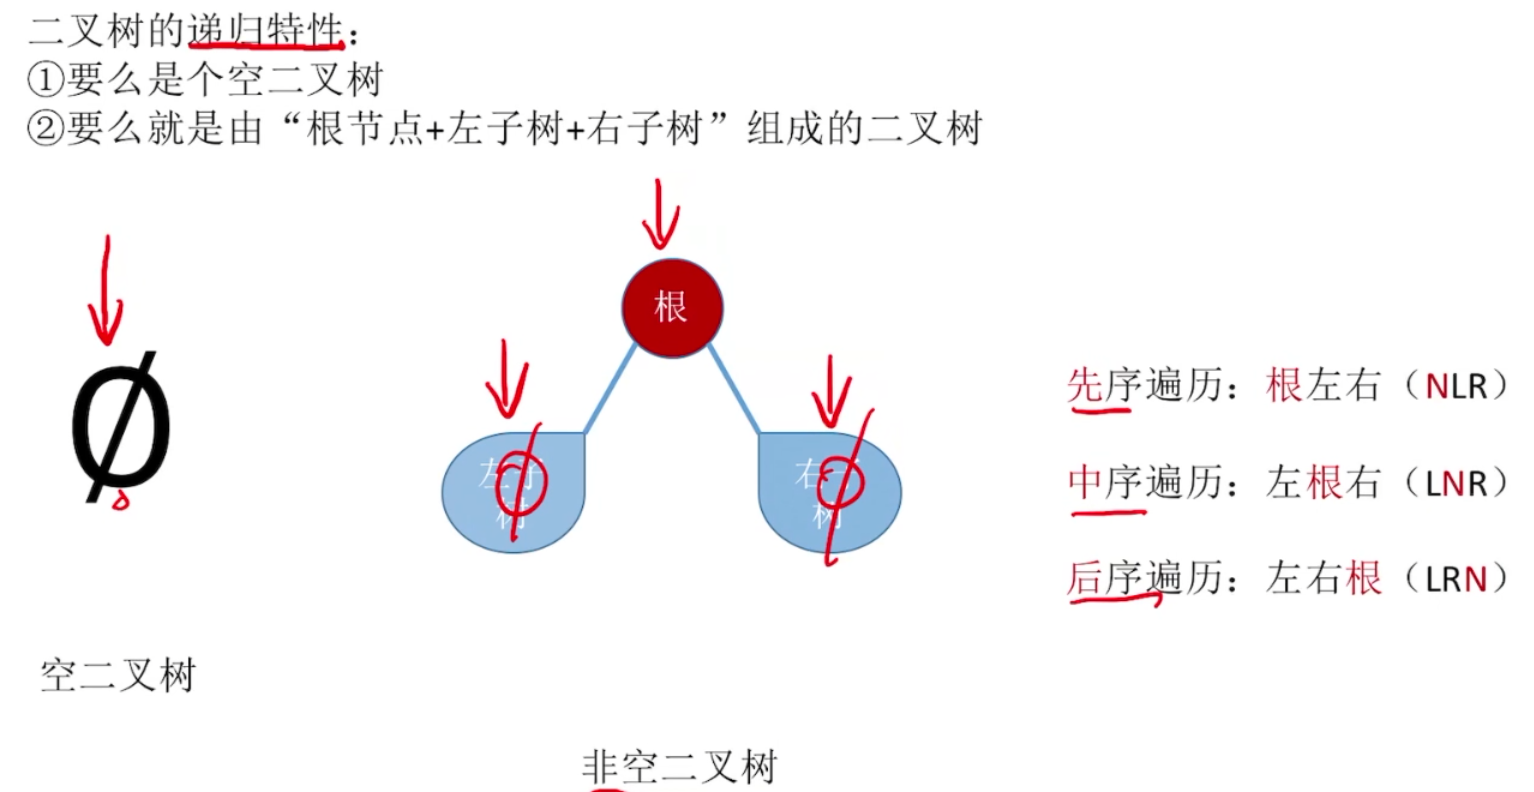 二叉树的递归特性：
①要么是个空二叉树
②要么就是由“根节点+左子树+右子树”组成的二叉树
根
左子
树
右子
树
先序遍历：根左右（NLR）
中序遍历：左根右（LNR）
后序遍历：左右根（LRN）
Ø
空二叉树
非空二叉树